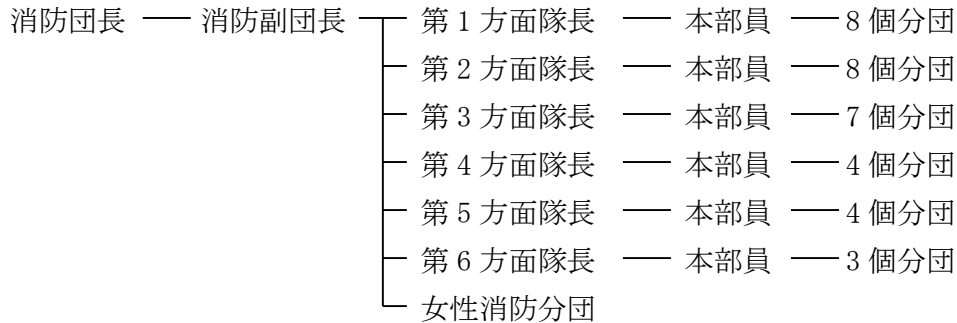 消防団長 ── 消防副団長 ┬ 第1方面隊長 ── 本部員 ── 8個分団
├ 第2方面隊長 ── 本部員 ── 8個分団
├ 第3方面隊長 ── 本部員 ── 7個分団
├ 第4方面隊長 ── 本部員 ── 4個分団
├ 第5方面隊長 ── 本部員 ── 4個分団
├ 第6方面隊長 ── 本部員 ── 3個分団
└ 女性消防分団